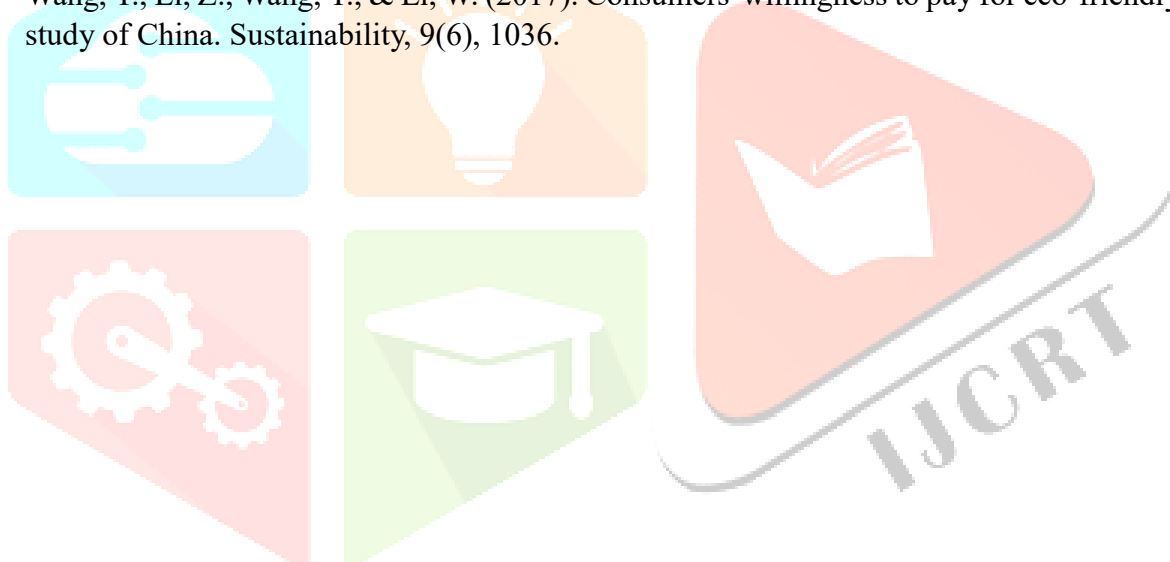 Wang, Y., Li, Z., Wang, Y., & Li, W. (2017). Consumers' willingness to pay for eco-friendly
study of China. Sustainability, 9(6), 1036.
IJCRT